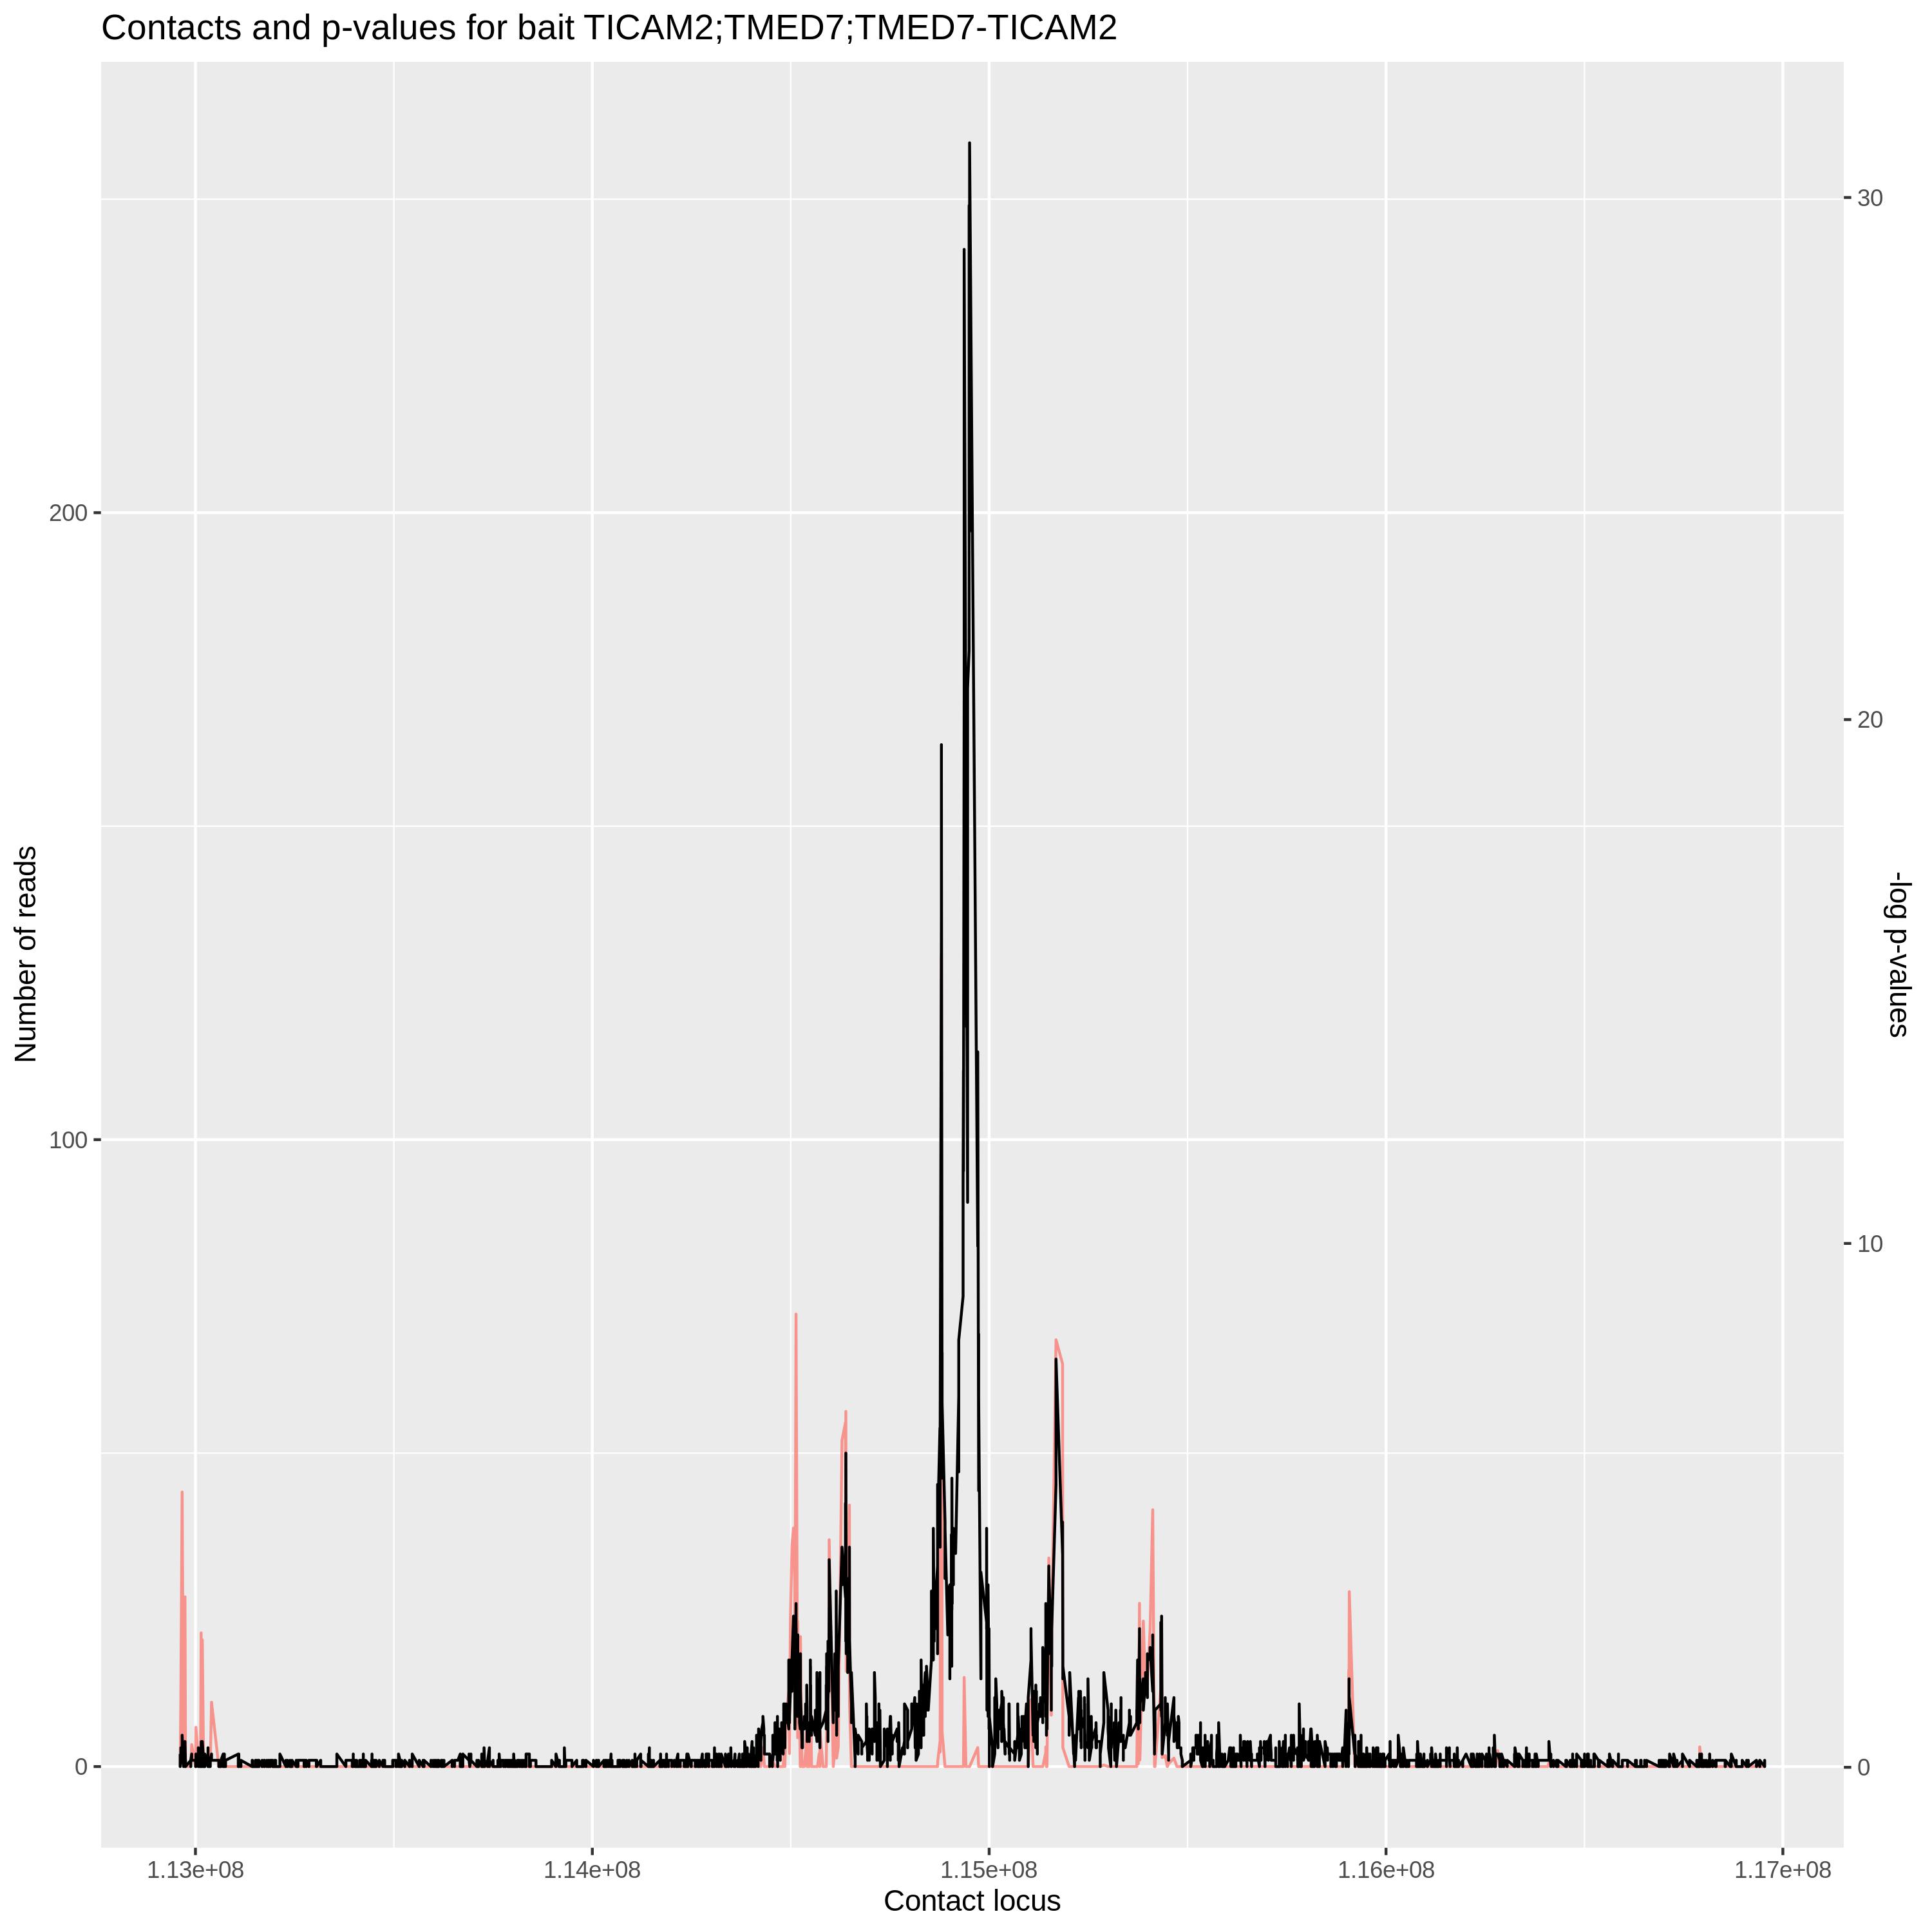 Contacts and p-values for bait TICAM2;TMED7;TMED7-TICAM2
Number of reads
200
100
0
30
20
10
0
-log p-values
1.13e+08
1.14e+08
1.15e+08
1.16e+08
1.17e+08
Contact locus